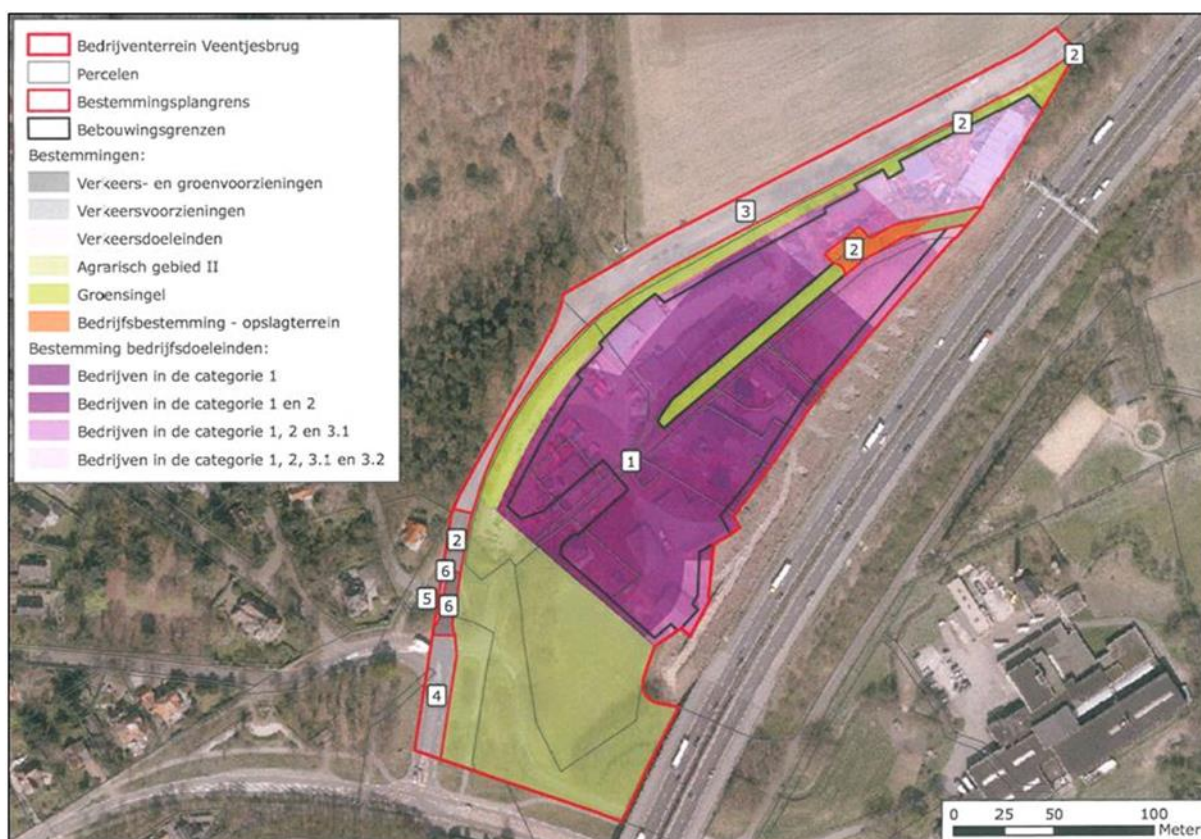 Bedrijventerrein Veentjesbrug
Percelen
Bestemmingsplangrens
Bebouwingsgrenzen
Bestemmingen:
Verkeers- en groenvoorzieningen
Verkeersvoorzieningen
Verkeersdoeleinden
Agrarisch gebied II
Groensingel
Bedrijfsbestemming - opslagterrein
Bestemming bedrijfsdoeleinden:
Bedrijven in de categorie 1
Bedrijven in de categorie 1 en 2
Bedrijven in de categorie 1, 2 en 3.1
Bedrijven in de categorie 1, 2, 3.1 en 3.2
2
2
3
2
1
2
6
5
6
4
0 25 50 100
Meter